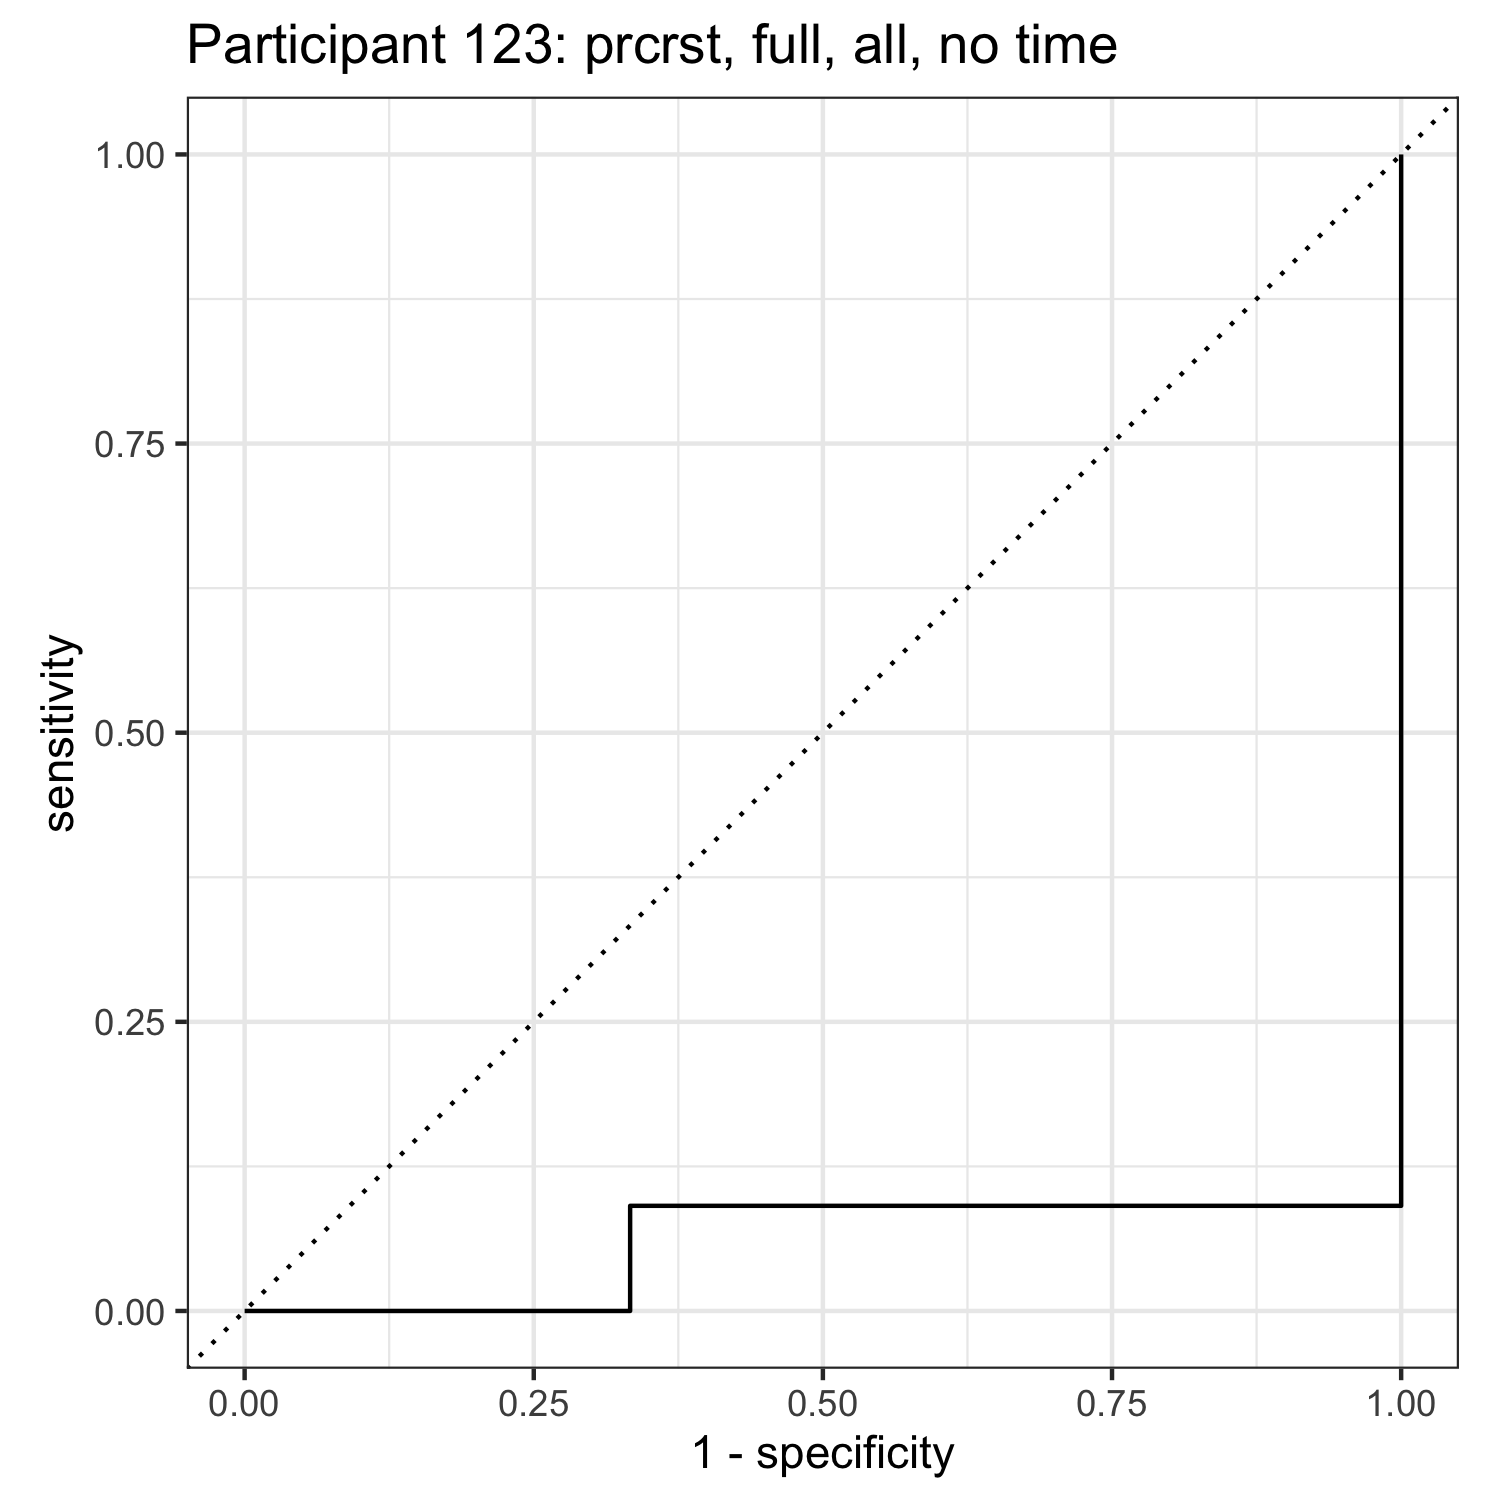 Participant 123: prcrst, full, all, no time
1.00
0.75
0.50
0.25
0.00
sensitivity
0.00 0.25 0.50 0.75 1.00
1 - specificity